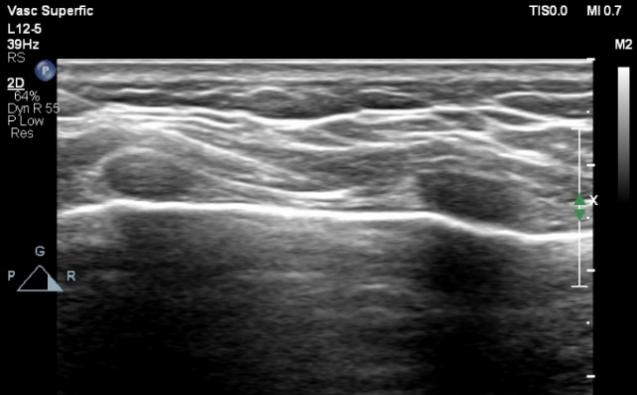 Vasc Superfic
TIS0.0 MI 0.7
L12-5
39Hz
RS
P
M2
2D
64%
Dyn R 55
P Low
Res
X
G
P R